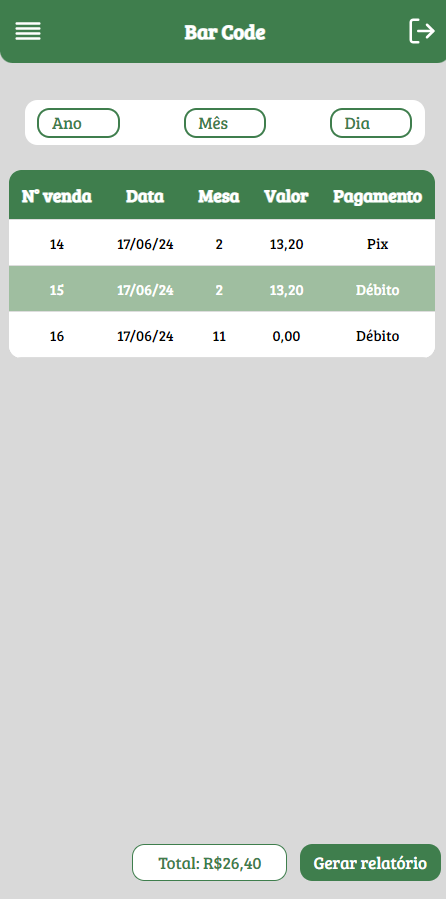 Bar Code
Ano Mês Dia
Nº venda Data Mesa Valor Pagamento
14 17/06/24 2 13,20 Pix
15 17/06/24 2 13,20 Débito
16 17/06/24 11 0,00 Débito
Total: R$26,40 Gerar relatório